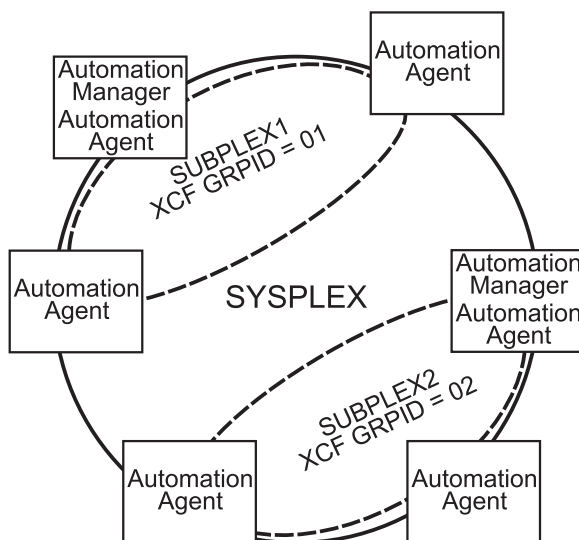 Automation
Agent
Automation
Manager
Automation
Agent
SUBPLEX1
XCF GRPID = 01
Automation
Agent
SYSPLEX
Automation
Manager
Automation
Agent
SUBPLEX2
XCF GRPID = 02
Automation
Agent
Automation
Agent